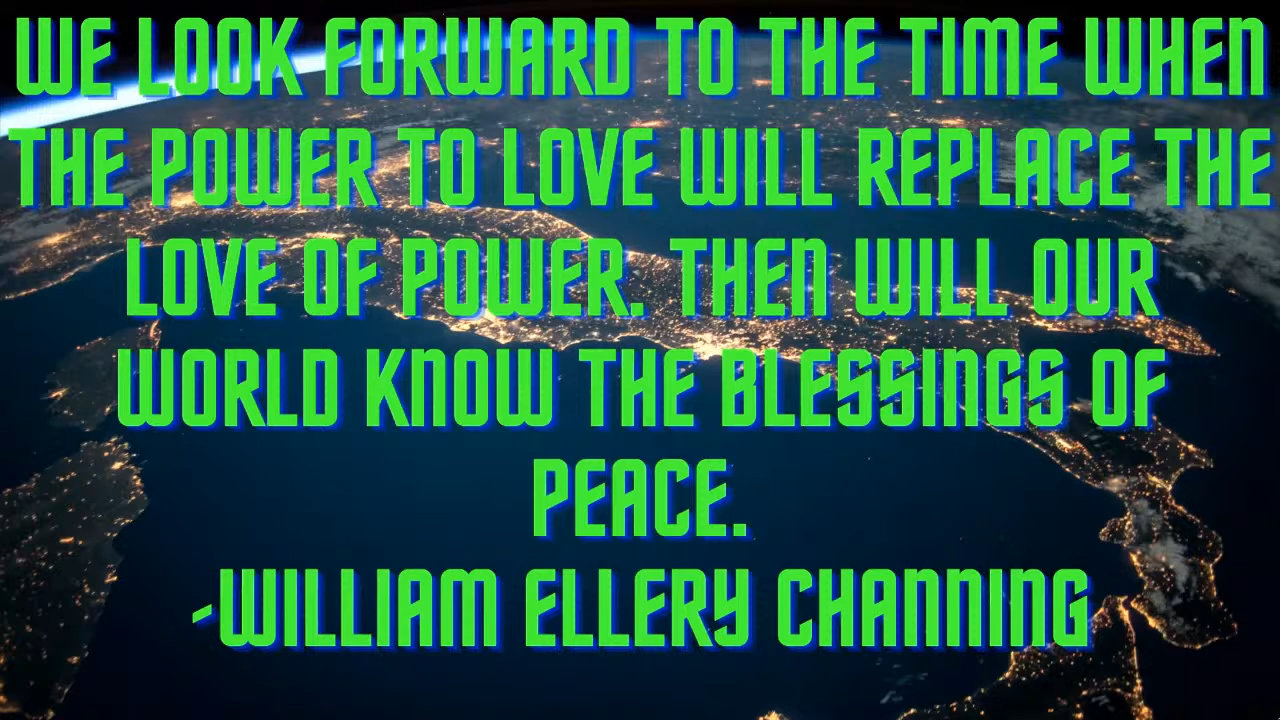 WE LOOK FORWARD TO THE TIME WHEN
THE POWER TO LOVE WILL REPLACE THE
LOVE OF POWER. THEN WILL OUR
WORLD KNOW THE BLESSINGS OF
PEACE.
-WILLIAM ELLERY CHANNING